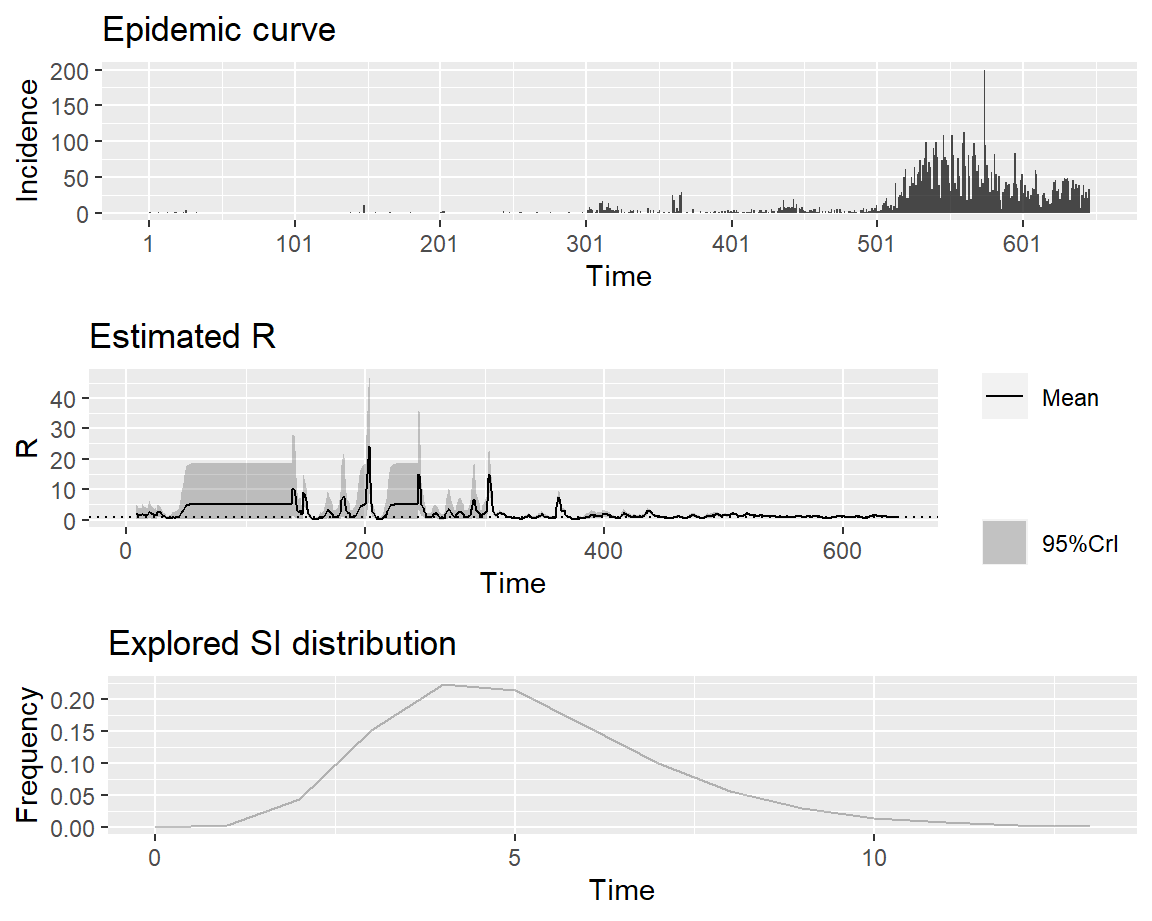 Epidemic curve
200
150
100
50
0
Incidence
1 101 201 301 401 501 601
Time
Estimated R
40
30
20
10
0
R
0 200 400 600
Time
Mean
95%CrI
Explored SI distribution
0.20
0.15
0.10
0.05
0.00
Frequency
0 5 10
Time